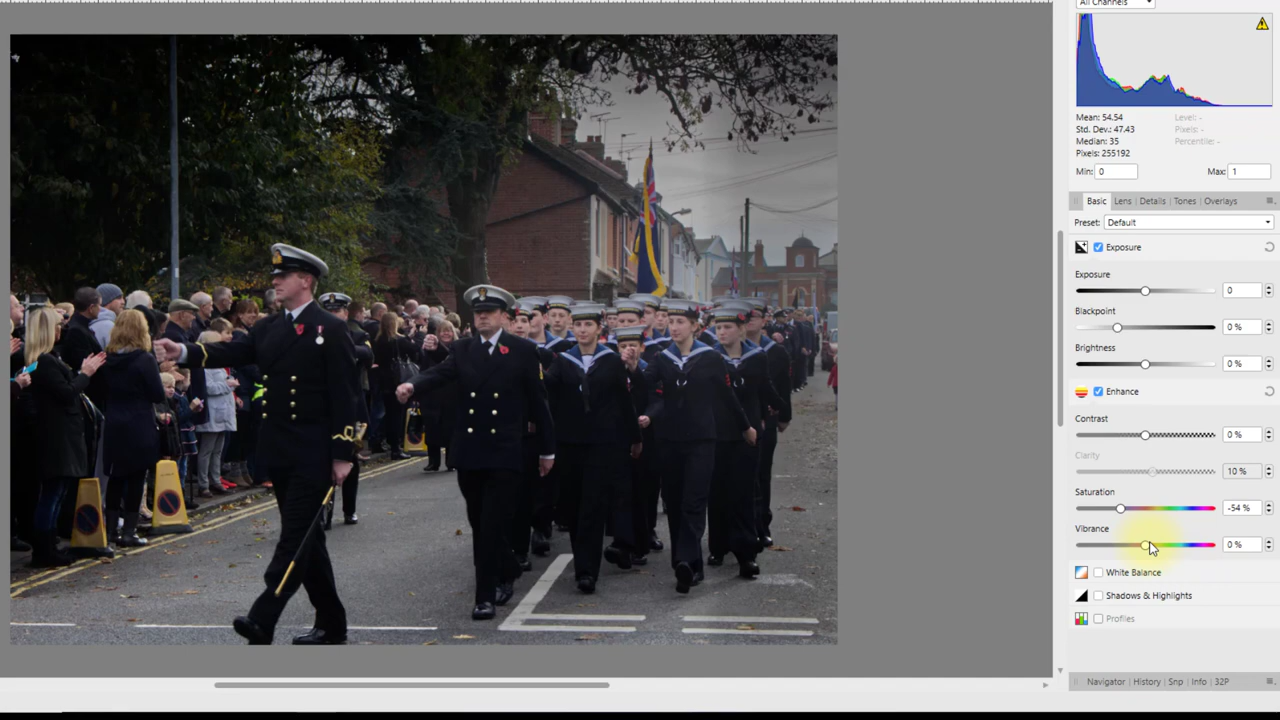 All Channels
Mean: 54.54 Level: -
Std. Dev.: 47.43 Pixels: -
Median: 35 Percentile: -
Pixels: 255192
Min: 0 Max: 1
Basic Lens Details Tones Overlays
Preset: Default
Exposure
Exposure
0
Blackpoint
0 %
Brightness
0 %
Enhance
Contrast
0 %
Clarity
10 %
Saturation
-54 %
Vibrance
0 %
White Balance
Shadows & Highlights
Profiles
Navigator History Snp Info 32P